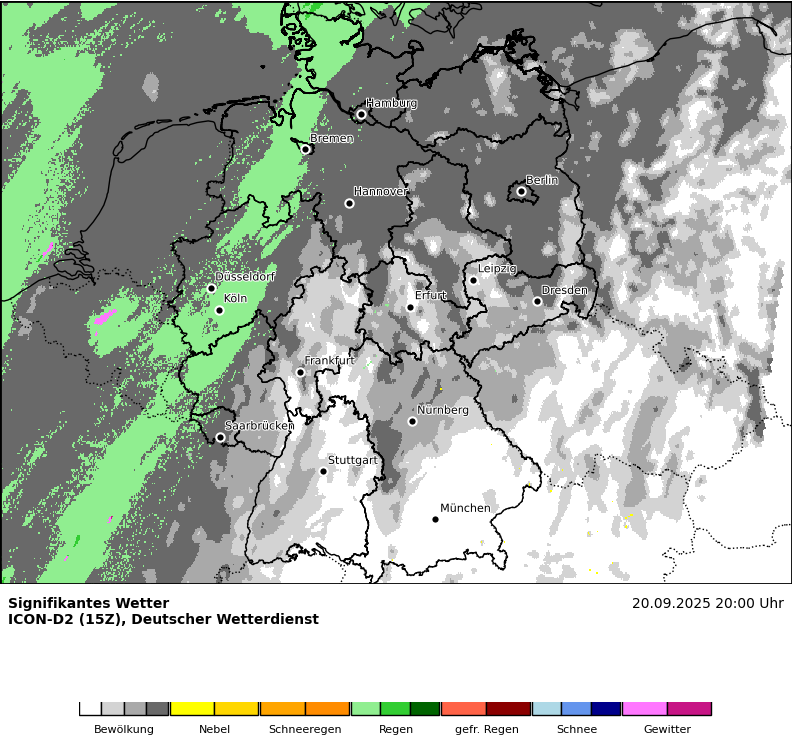 Hamburg
Bremen
Berlin
Hannover
Düsseldorf
Leipzig
Köln
Erfurt
Dresden
Frankfurt
Nürnberg
Saarbrücken
Stuttgart
München
Signifikantes Wetter
20.09.2025 20:00 Uhr
ICON-D2 (15Z), Deutscher Wetterdienst
Bewölkung Nebel Schneeregen Regen gefr. Regen Schnee Gewitter